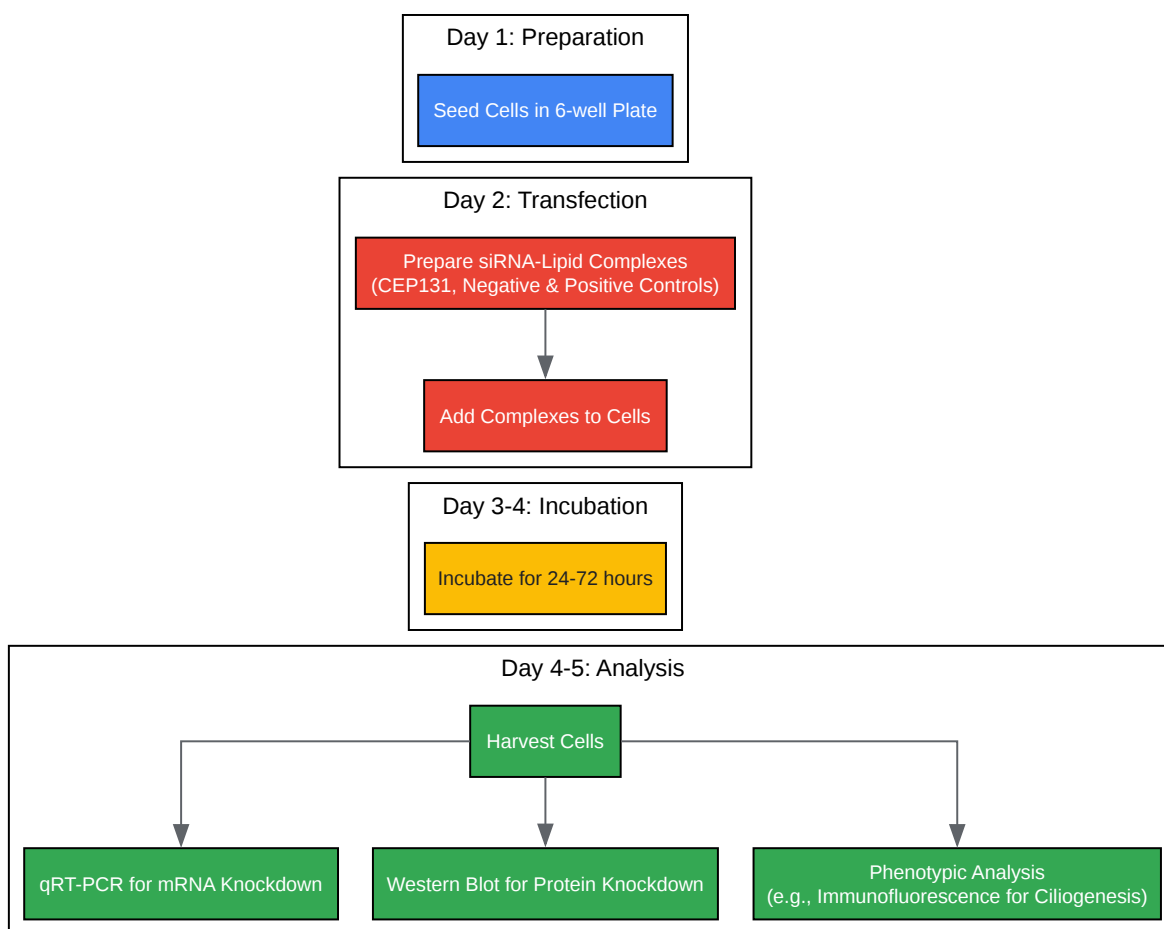 Day 1: Preparation
Seed Cells in 6-well Plate
Day 2: Transfection
Prepare siRNA-Lipid Complexes
(CEP131, Negative & Positive Controls)
Add Complexes to Cells
Day 3-4: Incubation
Incubate for 24-72 hours
Day 4-5: Analysis
Harvest Cells
qRT-PCR for mRNA Knockdown
Western Blot for Protein Knockdown
Phenotypic Analysis
(e.g., Immunofluorescence for Ciliogenesis)